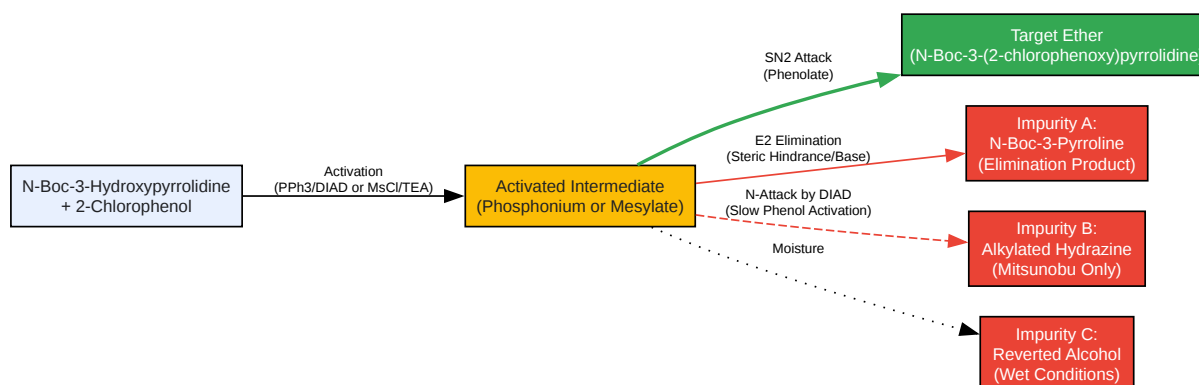 N-Boc-3-Hydroxypyrrolidine
+ 2-Chlorophenol
Activation
(PPh3/DIAD or MsCl/TEA)
Activated Intermediate
(Phosphonium or Mesylate)
SN2 Attack
(Phenolate)
Target Ether
(N-Boc-3-(2-chlorophenoxy)pyrrolidine
E2 Elimination
(Steric Hindrance/Base)
Impurity A:
N-Boc-3-Pyrroline
(Elimination Product)
N-Attack by DIAD
(Slow Phenol Activation)
Impurity B:
Alkylated Hydrazine
(Mitsunobu Only)
Moisture
Impurity C:
Reverted Alcohol
(Wet Conditions)